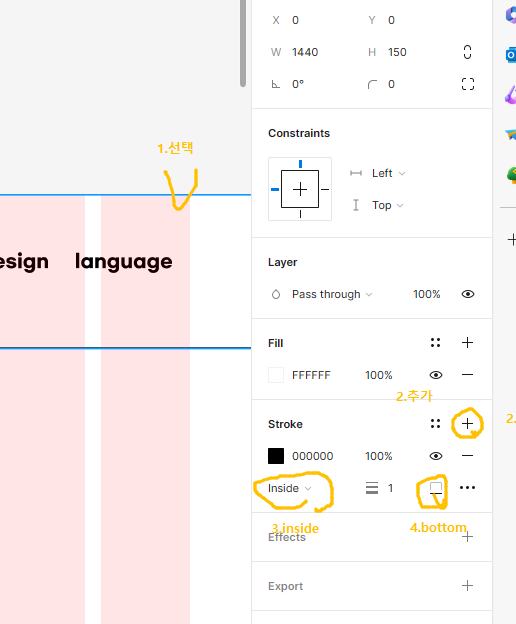 X 0 Y 0
W 1440 H 150
0° 0
Constraints
1.선택
Left
Top
esign language
Layer
Pass through 100%
Fill
FFFFFF 100%
2.추가
Stroke
2.
000000 100%
Inside 1
3.inside 4.bottom
Effects
Export